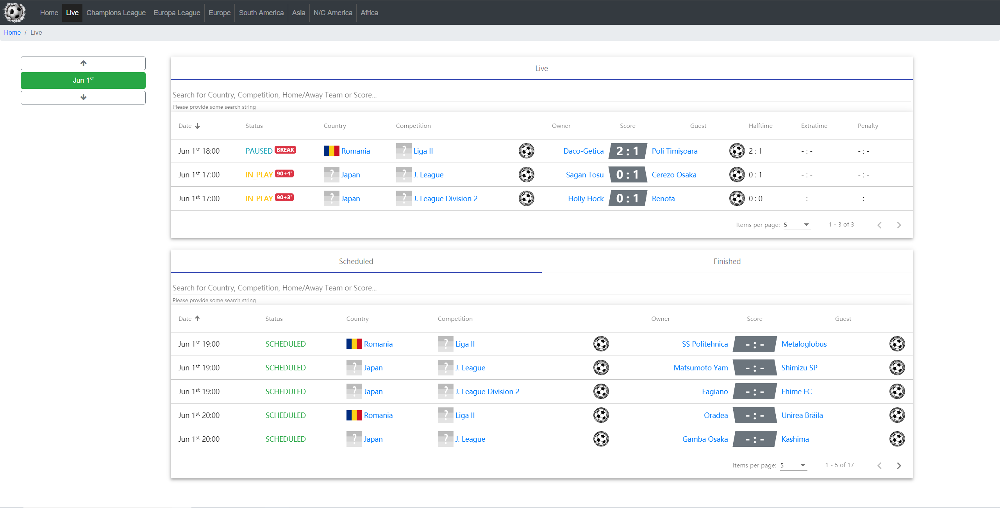 Home Live Champions League Europa League Europe South America Asia N/C America Africa
Home / Live
Jun 1st
Live
Search for Country, Competition, Home/Away Team or Score...
Please provide some search string
Date Status Country Competition Owner Score Guest Halftime Extratime Penalty
Jun 1st 18:00 PAUSED BREAK Romania ? Liga II Daco-Getica 2 : 1 Poli Timișoara 2 : 1 - : - - : -
Jun 1st 17:00 IN_PLAY 90+4' ? Japan ? J. League Sagan Tosu 0 : 1 Cerezo Osaka 0 : 1 - : - - : -
Jun 1st 17:00 IN_PLAY 90+3' ? Japan ? J. League Division 2 Holly Hock 0 : 1 Renofa 0 : 0 - : - - : -
Items per page: 5 1 - 3 of 3
Scheduled Finished
Search for Country, Competition, Home/Away Team or Score...
Please provide some search string
Date Status Country Competition Owner Score Guest
Jun 1st 19:00 SCHEDULED Romania ? Liga II SS Politehnica - : - Metaloglobus
Jun 1st 19:00 SCHEDULED ? Japan ? J. League Matsumoto Yam - : - Shimizu SP
Jun 1st 19:00 SCHEDULED ? Japan ? J. League Division 2 Fagiano - : - Ehime FC
Jun 1st 20:00 SCHEDULED Romania ? Liga II Oradea - : - Unirea Brăila
Jun 1st 20:00 SCHEDULED ? Japan ? J. League Gamba Osaka - : - Kashima
Items per page: 5 1 - 5 of 17